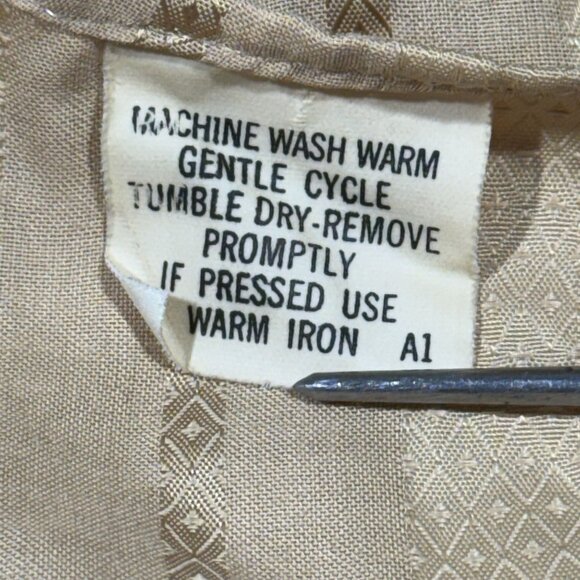 MACHINE WASH WARM
GENTLE CYCLE
TUMBLE DRY-REMOVE
PROMPTLY
IF PRESSED USE
WARM IRON A1